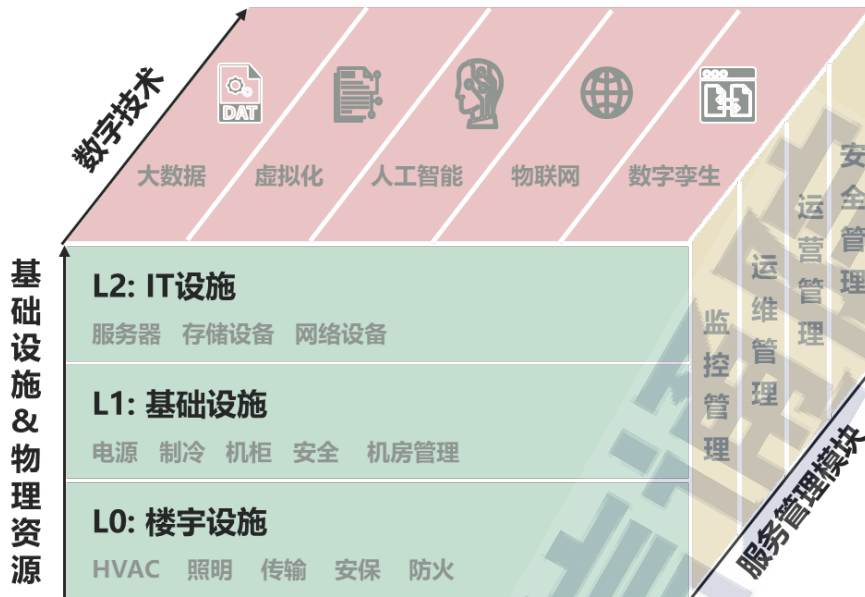 数字技术
DAT
大数据 虚拟化 人工智能 物联网 数字孪生
基础设施&物理资源
L2: IT设施
服务器 存储设备 网络设备
L1: 基础设施
电源 制冷 机柜 安全 机房管理
L0: 楼宇设施
HVAC 照明 传输 安保 防火
监控管理
运维管理
运营管理
安全管理
服务管理模块